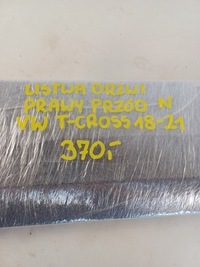 LISTWA DRZWI
PRAWY PRZÓD-N
VW T-CROSS 18-21
370,-